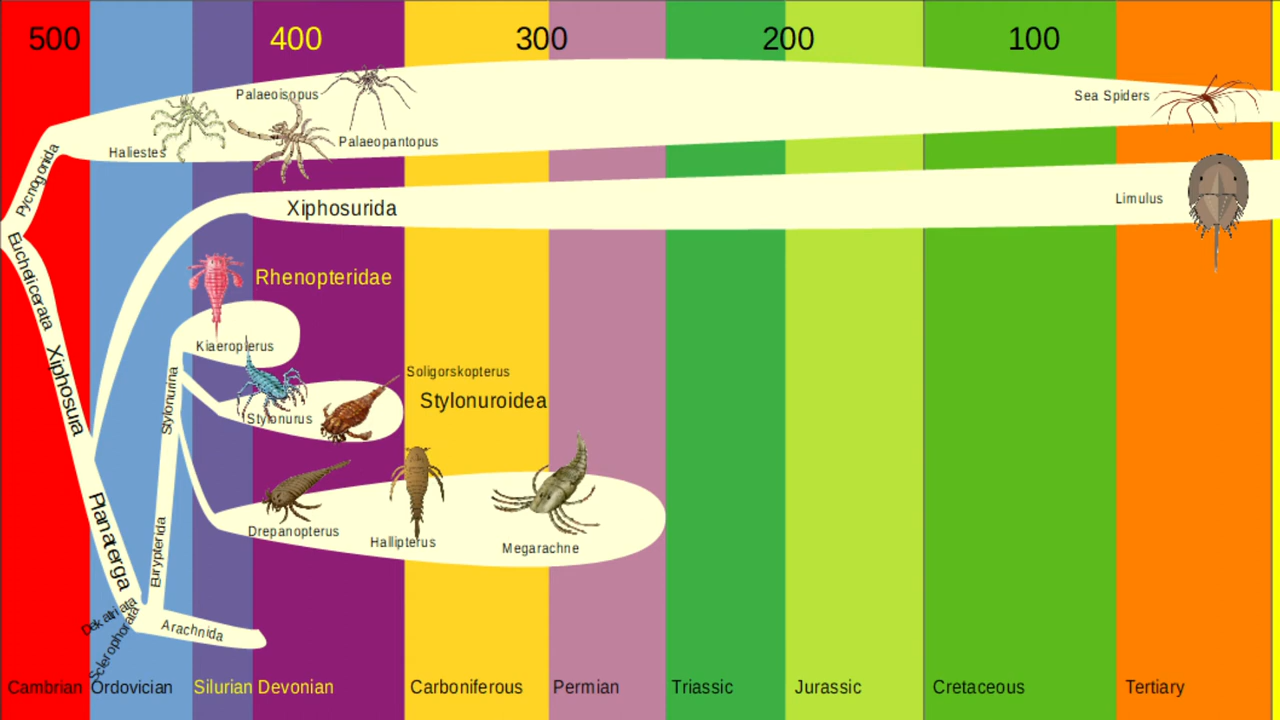 500 400 300 200 100
Palaeoisopus
Sea Spiders
Palaeopantopus
Haliestes
Pycnogonida
Limulus
Xiphosurida
Euchelicerata
Rhenopteridae
Kiaeropterus
Soligorskopterus
Stylonuroidea
Xiphosura
Stylonurina
Stylonurus
Drepanopterus
Hallipterus
Megarachne
Planaterga
Eurypterida
Dekatriata
Arachnida
Sclerophorata
Cambrian Ordovician Silurian Devonian Carboniferous Permian Triassic Jurassic Cretaceous Tertiary